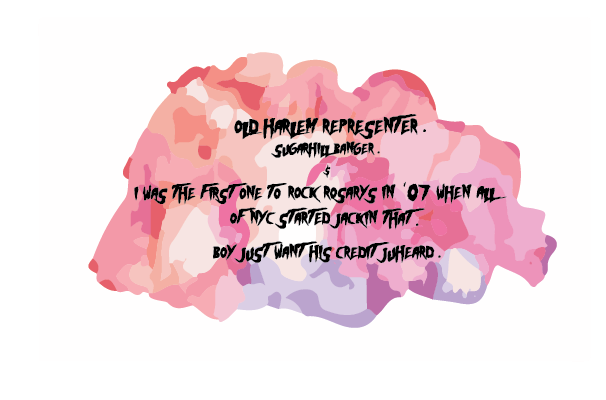 OLD HARLEM REPRESENTER .
SUGARHILL BANGER .
$
I WAS THE FIRST ONE TO ROCK ROSARYS IN '07 WHEN ALL
OF NYC STARTED JACKIN THAT .
BOY JUST WANT HIS CREDIT JUHEARD .